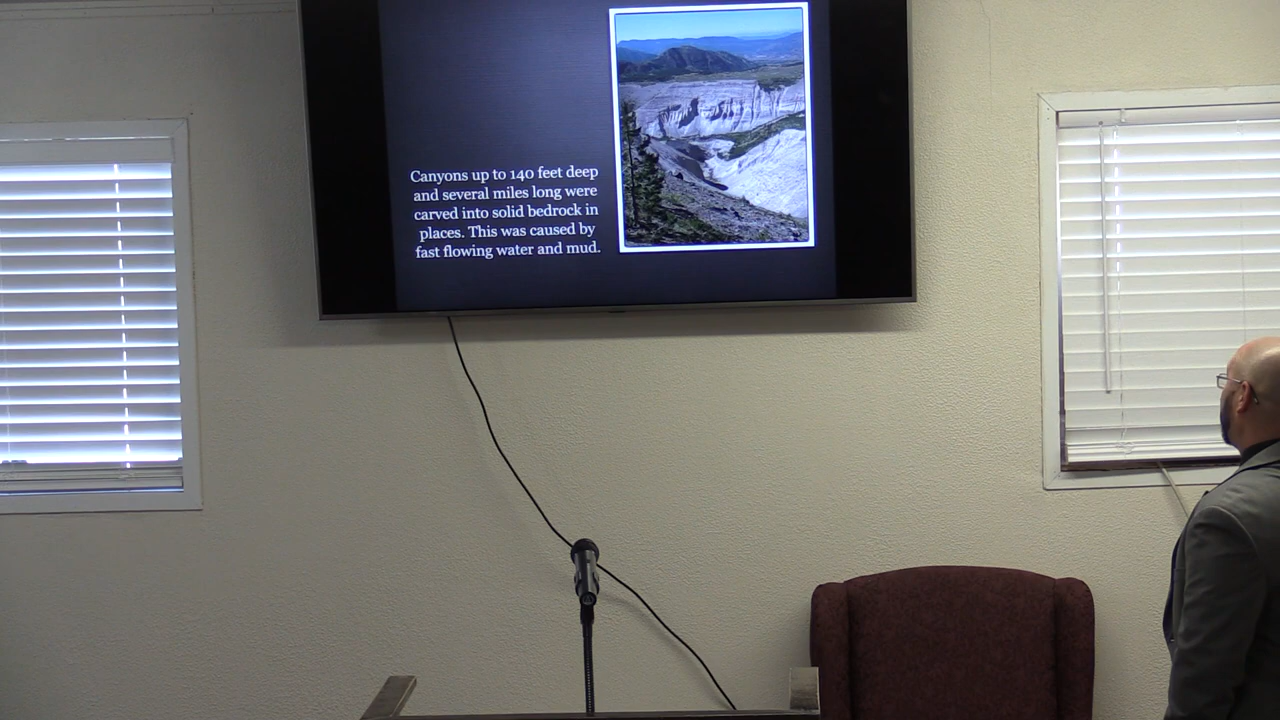 Canyons up to 140 feet deep
and several miles long were
carved into solid bedrock in
places. This was caused by
fast flowing water and mud.